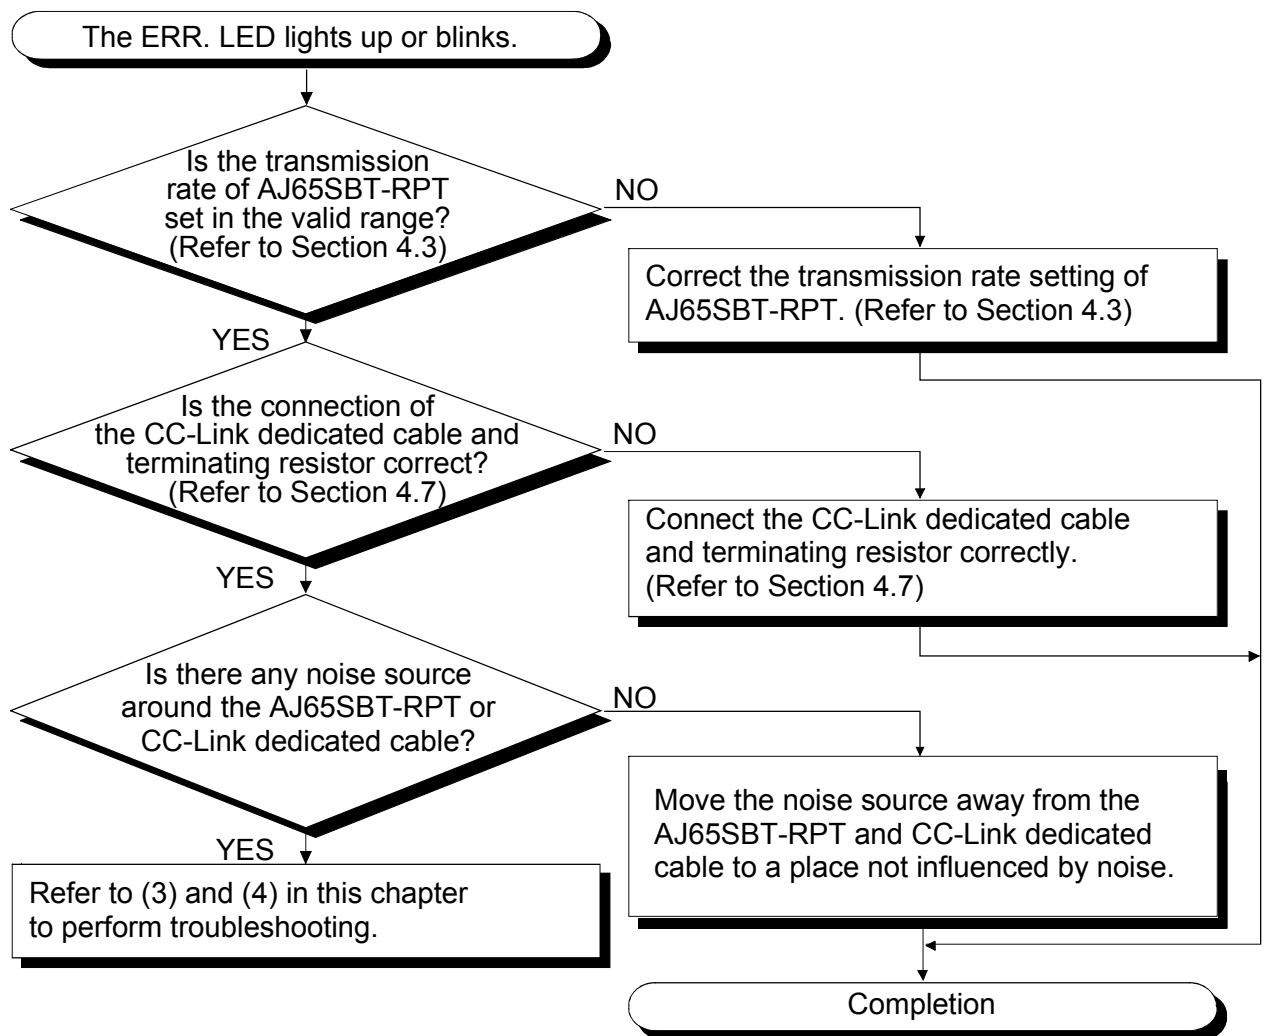 The ERR. LED lights up or blinks.
Is the transmission
rate of AJ65SBT-RPT
set in the valid range?
(Refer to Section 4.3)
NO
Correct the transmission rate setting of
AJ65SBT-RPT. (Refer to Section 4.3)
YES
Is the connection of
the CC-Link dedicated cable and
terminating resistor correct?
(Refer to Section 4.7)
NO
Connect the CC-Link dedicated cable
and terminating resistor correctly.
(Refer to Section 4.7)
YES
Is there any noise source
around the AJ65SBT-RPT or
CC-Link dedicated cable?
NO
Move the noise source away from the
AJ65SBT-RPT and CC-Link dedicated
cable to a place not influenced by noise.
YES
Refer to (3) and (4) in this chapter
to perform troubleshooting.
Completion